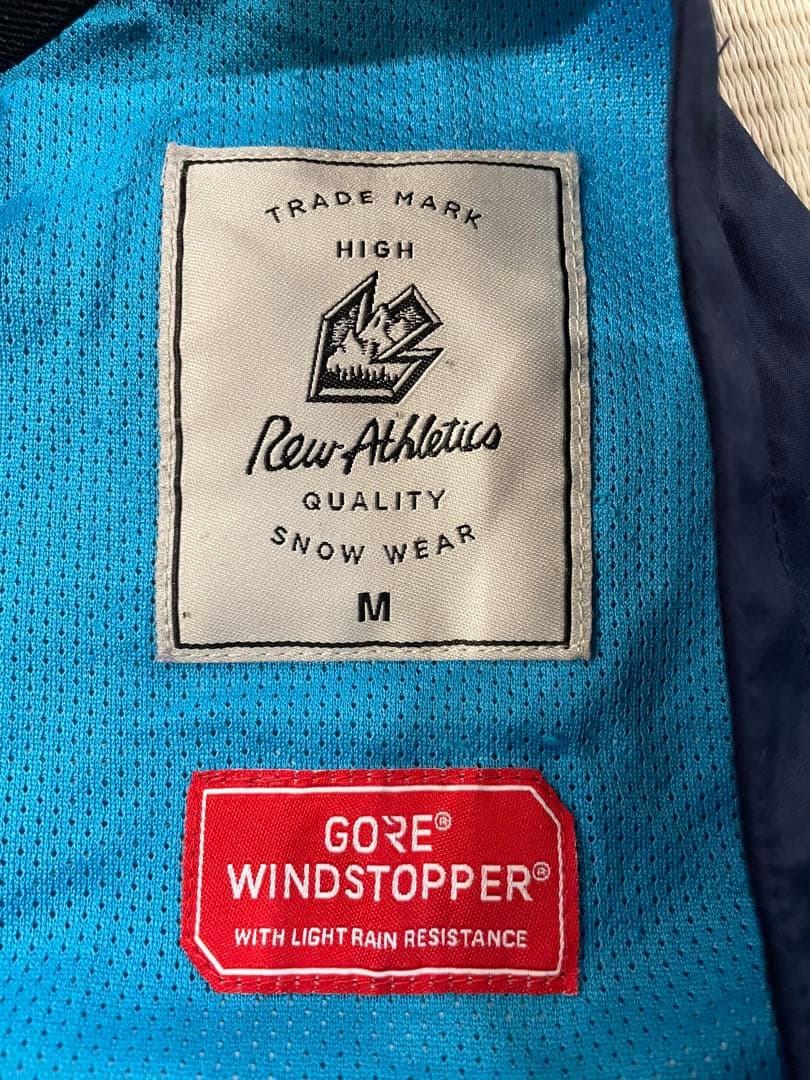 TRADE MARK
HIGH
Rew Athletics
QUALITY
SNOW WEAR
M
GORE®
WINDSTOPPER®
WITH LIGHT RAIN RESISTANCE